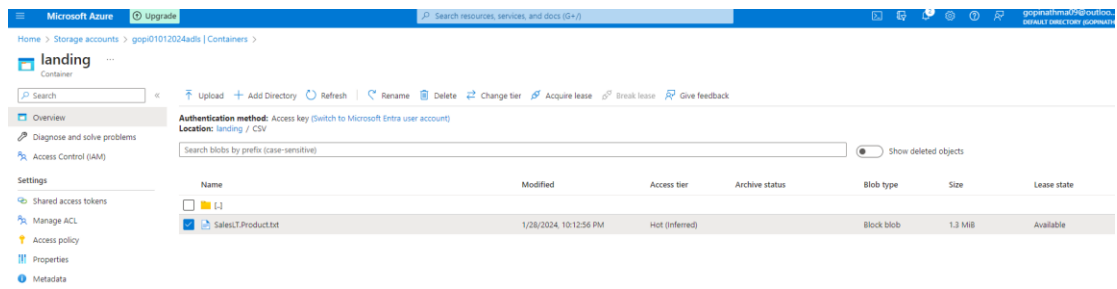 Microsoft Azure Upgrade Search resources, services, and docs (G+/) gopinathma09@outloo...
DEFAULT DIRECTORY (GOPINATH
Home > Storage accounts > gopi01012024adls | Containers >
landing ...
Container
Search
Upload Add Directory Refresh Rename Delete Change tier Acquire lease Break lease Give feedback
Overview
Diagnose and solve problems
Access Control (IAM)
Settings
Shared access tokens
Manage ACL
Access policy
Properties
Metadata
Authentication method: Access key (Switch to Microsoft Entra user account)
Location: landing / CSV
Search blobs by prefix (case-sensitive)
Show deleted objects
Name Modified Access tier Archive status Blob type Size Lease state
[..]
SalesLT.Product.txt 1/28/2024, 10:12:56 PM Hot (Inferred) Block blob 1.3 MiB Available